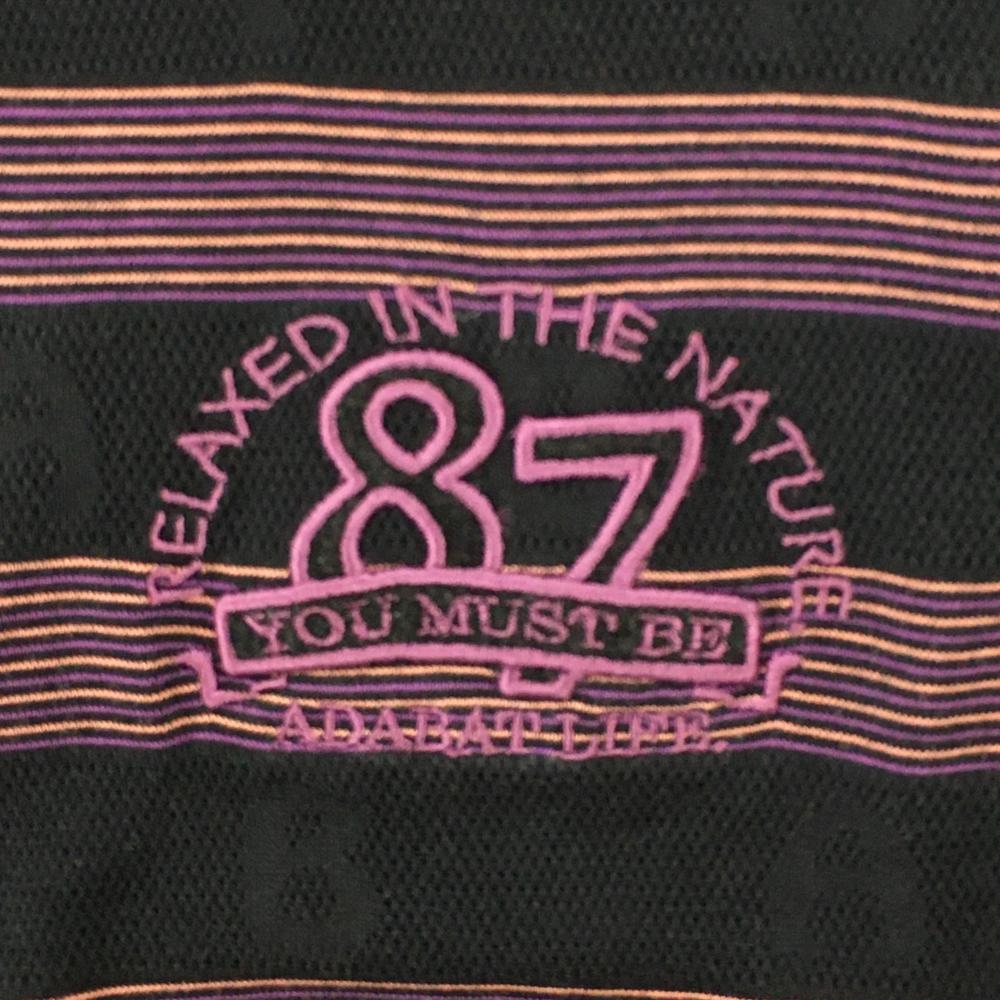 RELAXED IN THE NATURE
87
YOU MUST BE
ADABAT LIFE.